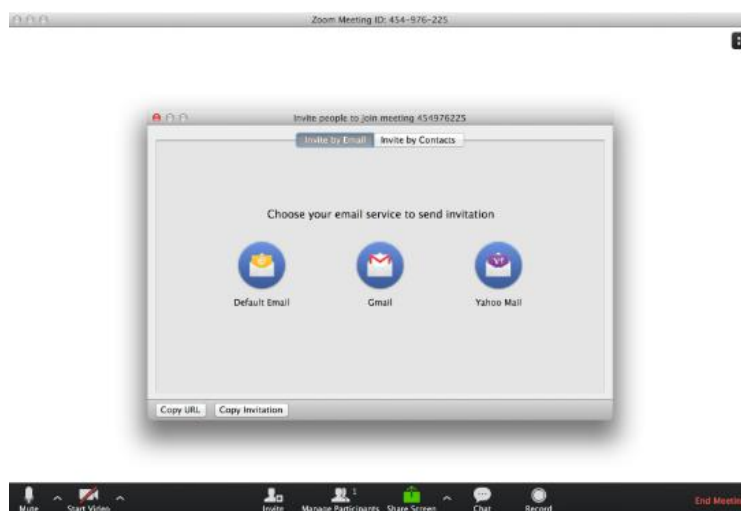 Zoom Meeting ID: 454-976-225
Invite people to join meeting 454976225
Invite by Email Invite by Contacts
Choose your email service to send invitation
Default Email Gmail Yahoo Mail
Copy URL Copy Invitation
1
Mute Start Video Invite Manage Participants Share Screen Chat Record End Meetin